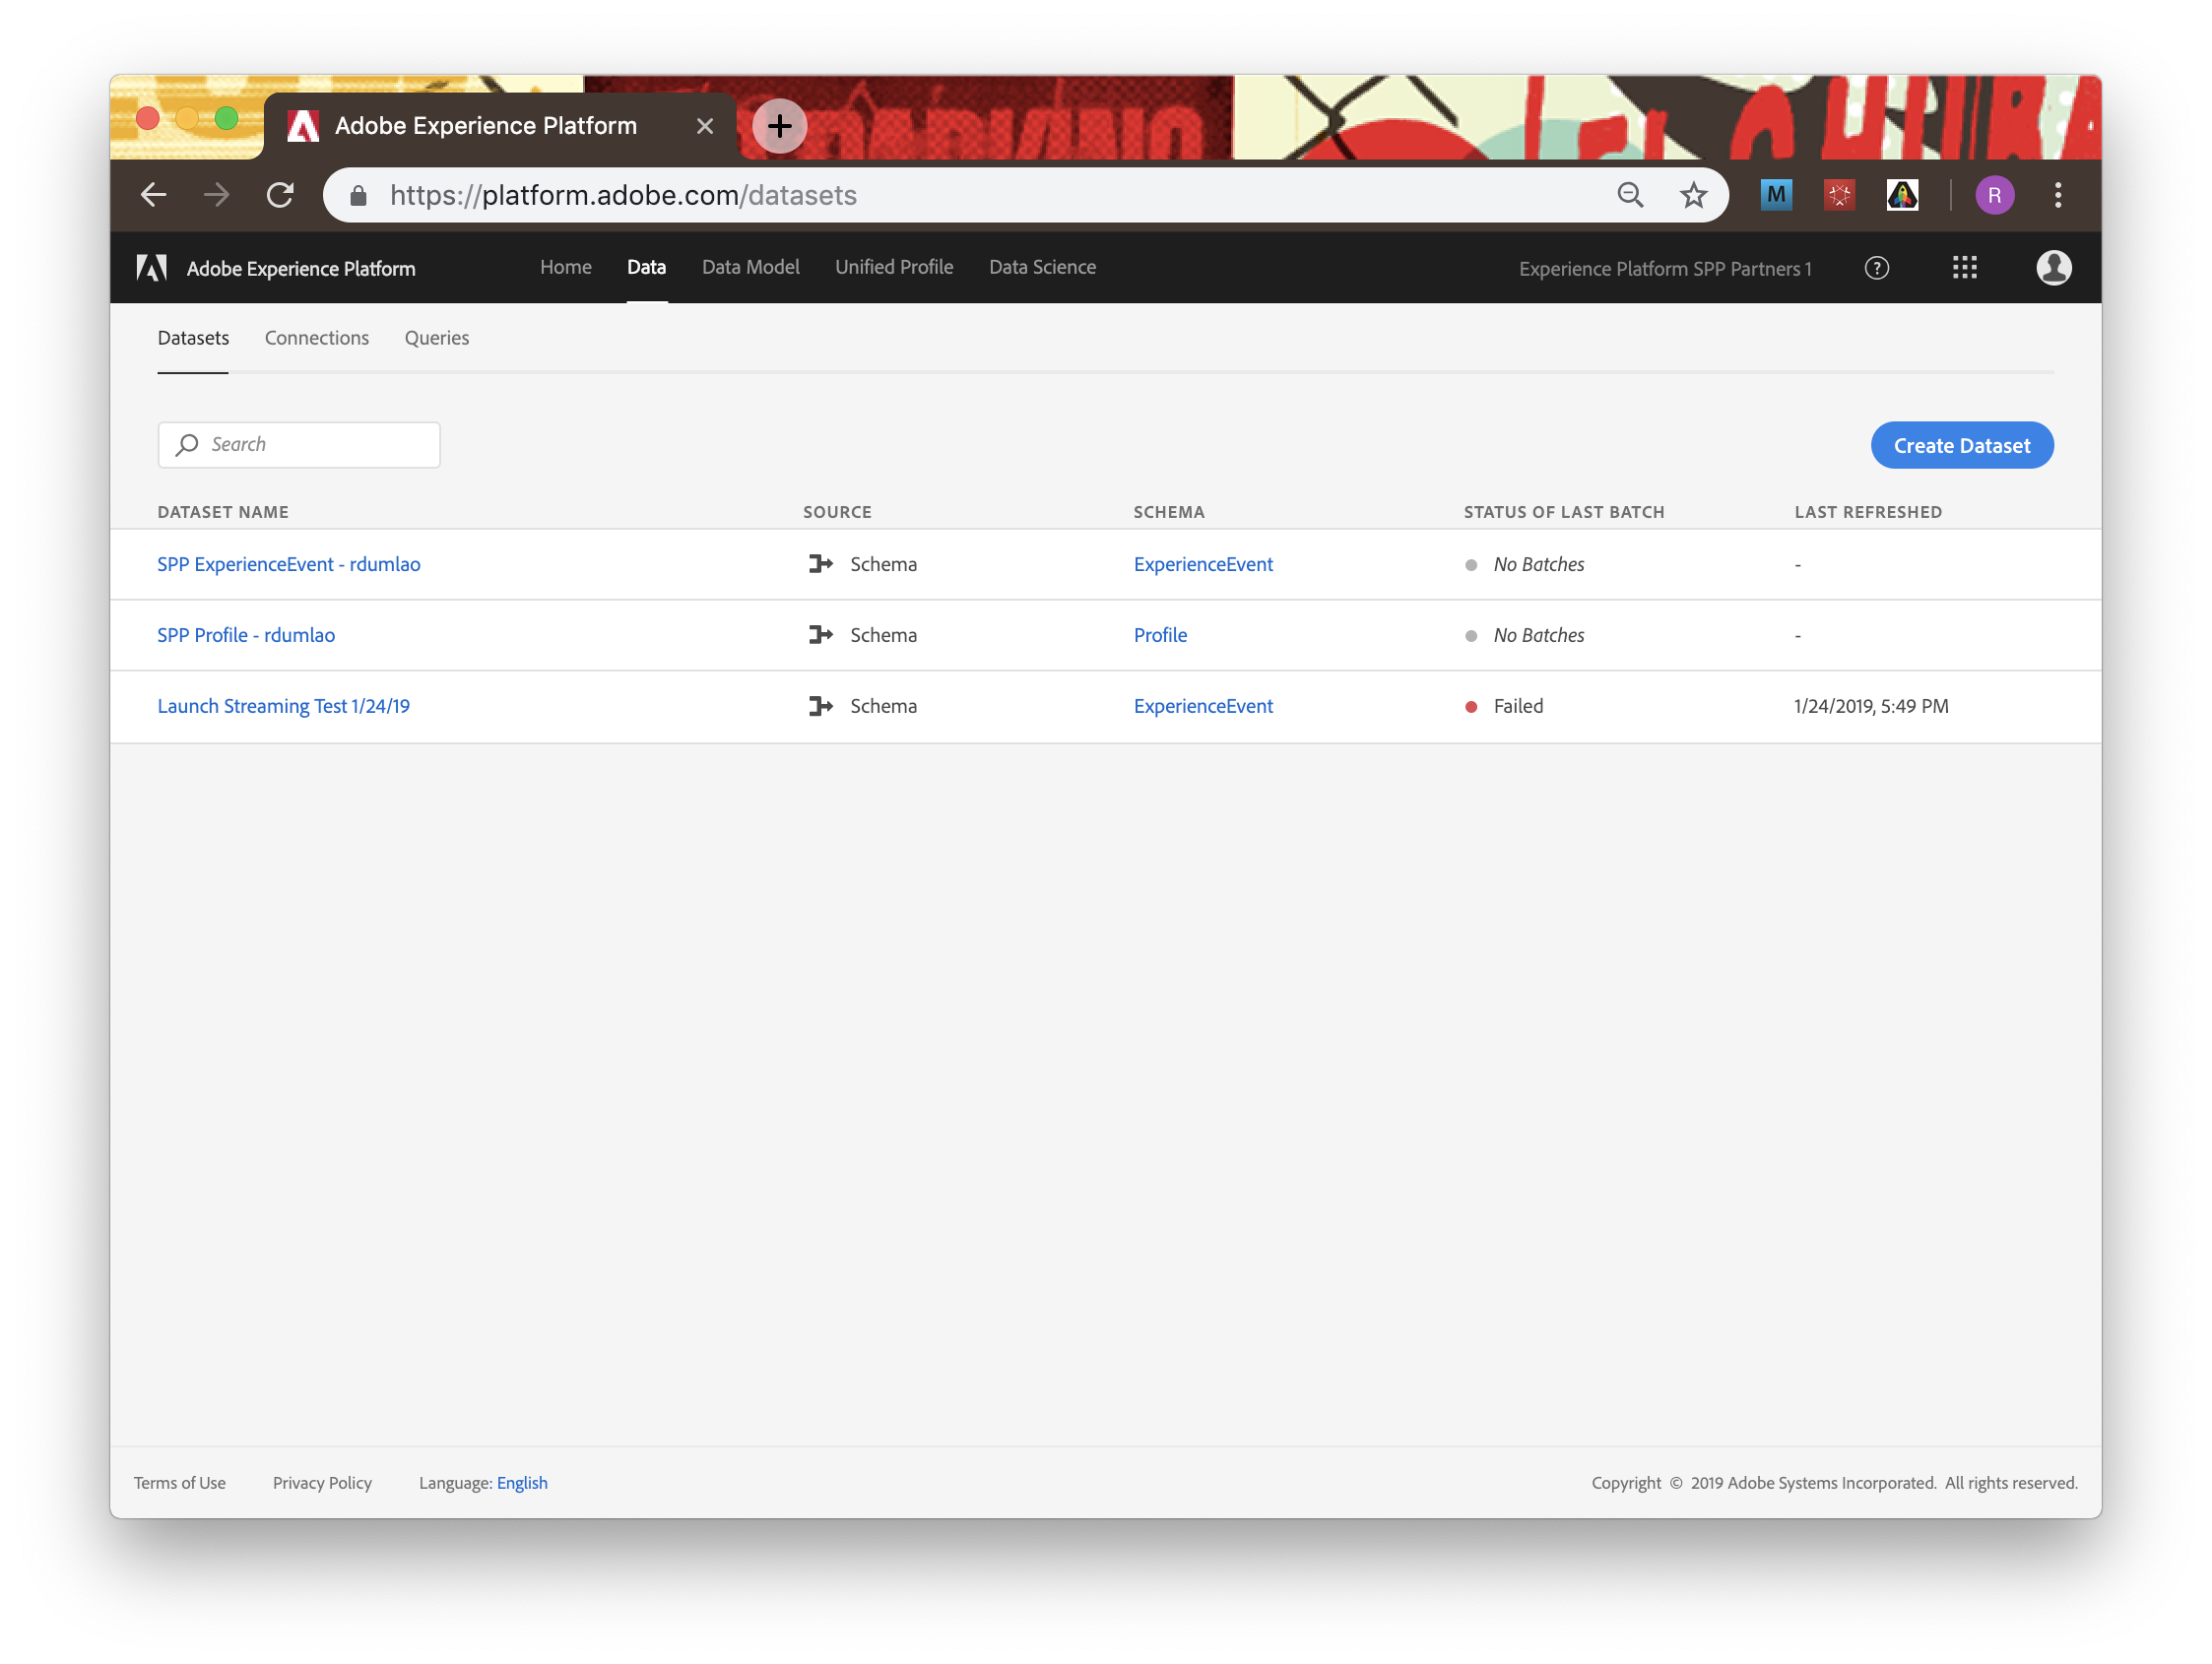 Adobe Experience Platform
https://platform.adobe.com/datasets
M
R
Adobe Experience Platform
Home Data Data Model Unified Profile Data Science
Experience Platform SPP Partners 1
?
Datasets Connections Queries
Search
Create Dataset
DATASET NAME SOURCE SCHEMA STATUS OF LAST BATCH LAST REFRESHED
SPP ExperienceEvent - rdumlao Schema ExperienceEvent No Batches -
SPP Profile - rdumlao Schema Profile No Batches -
Launch Streaming Test 1/24/19 Schema ExperienceEvent Failed 1/24/2019, 5:49 PM
Terms of Use Privacy Policy Language: English
Copyright © 2019 Adobe Systems Incorporated. All rights reserved.